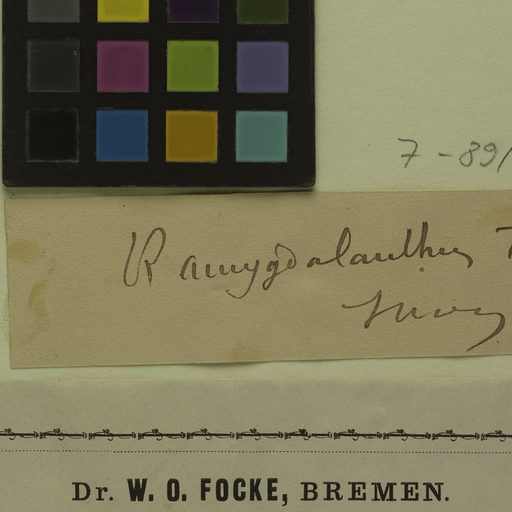 7-89/
R amygdalanthus
Dr. W. O. FOCKE, BREMEN.